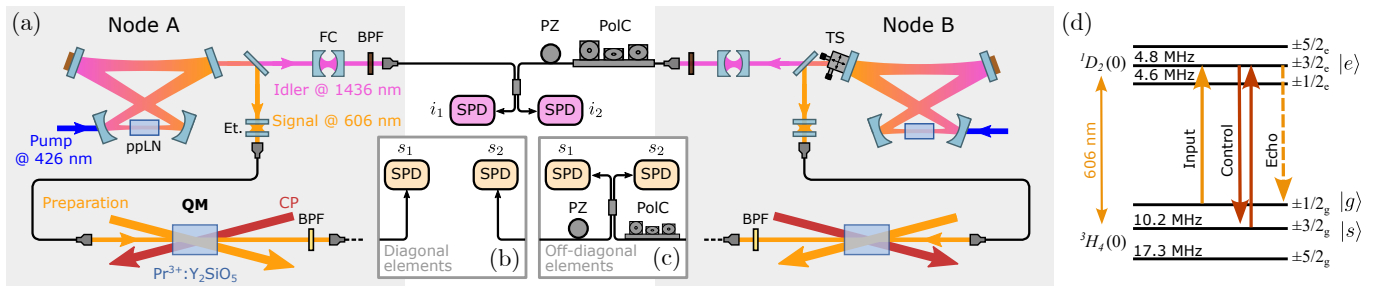 (a)
Node A
FC
BPF
PZ
PolC
TS
Node B
Idler @ 1436 nm
Et.
Signal @ 606 nm
Pump
@ 426 nm
ppLN
i₁
SPD
SPD
i₂
s₁
SPD
s₂
SPD
Diagonal
elements
(b)
s₁
SPD
s₂
SPD
PZ
PolC
Off-diagonal
elements
(c)
Preparation
QM
CP
BPF
Pr³⁺:Y₂SiO₅
BPF
(d)
¹D₂(0)
4.8 MHz
4.6 MHz
±5/2ₑ
±3/2ₑ
|e⟩
±1/2ₑ
606 nm
Input
Control
Echo
³H₄(0)
10.2 MHz
17.3 MHz
±1/2g
|g⟩
±3/2g
|s⟩
±5/2g